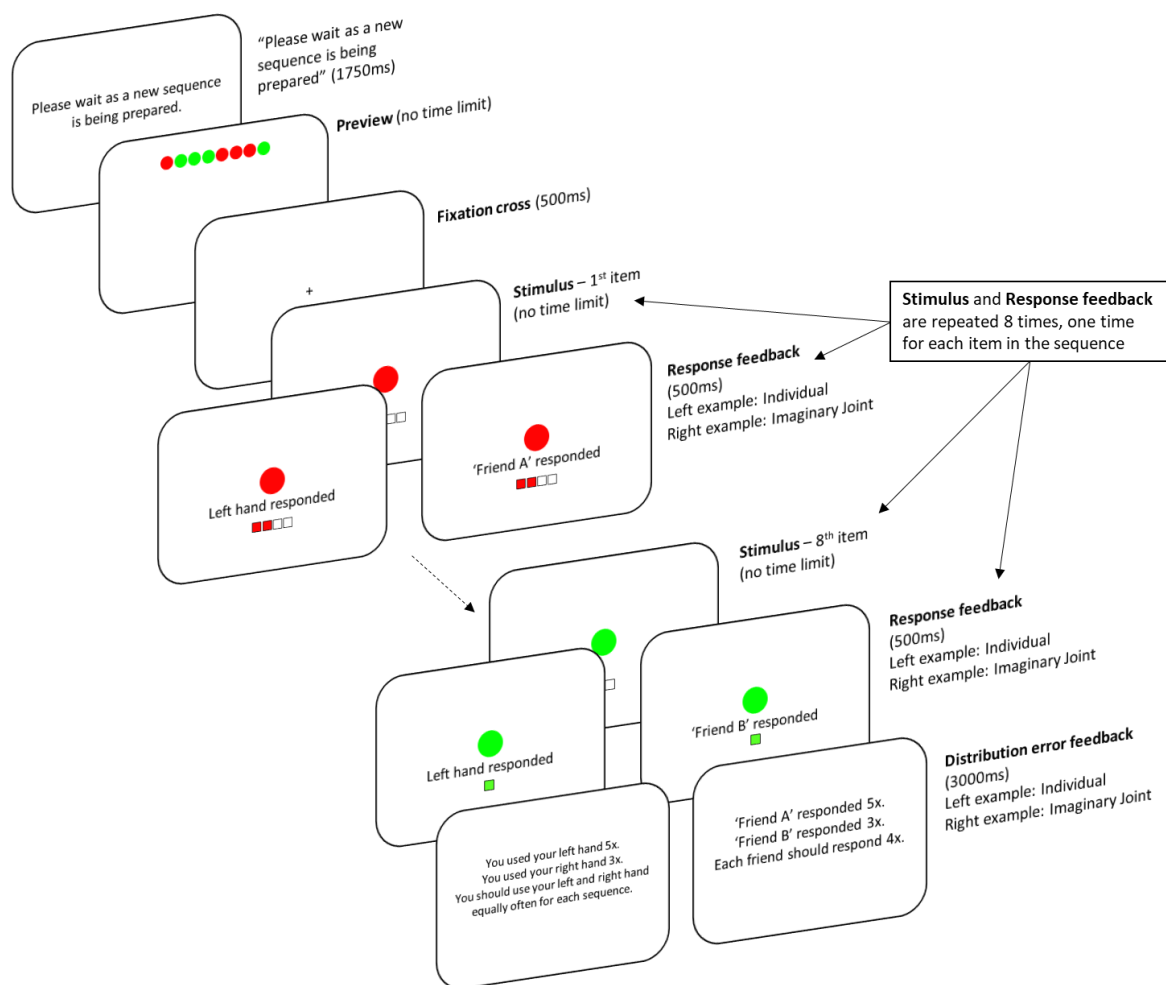 Please wait as a new sequence
is being prepared.
“Please wait as a new
sequence is being
prepared” (1750ms)
Preview (no time limit)
Fixation cross (500ms)
+
Stimulus – 1st item
(no time limit)
Stimulus and Response feedback
are repeated 8 times, one time
for each item in the sequence
Response feedback
(500ms)
Left example: Individual
Right example: Imaginary Joint
Left hand responded
‘Friend A’ responded
Stimulus – 8th item
(no time limit)
Response feedback
(500ms)
Left example: Individual
Right example: Imaginary Joint
Left hand responded
‘Friend B’ responded
Distribution error feedback
(3000ms)
Left example: Individual
Right example: Imaginary Joint
You used your left hand 5x.
You used your right hand 3x.
You should use your left and right hand
equally often for each sequence.
‘Friend A’ responded 5x.
‘Friend B’ responded 3x.
Each friend should respond 4x.